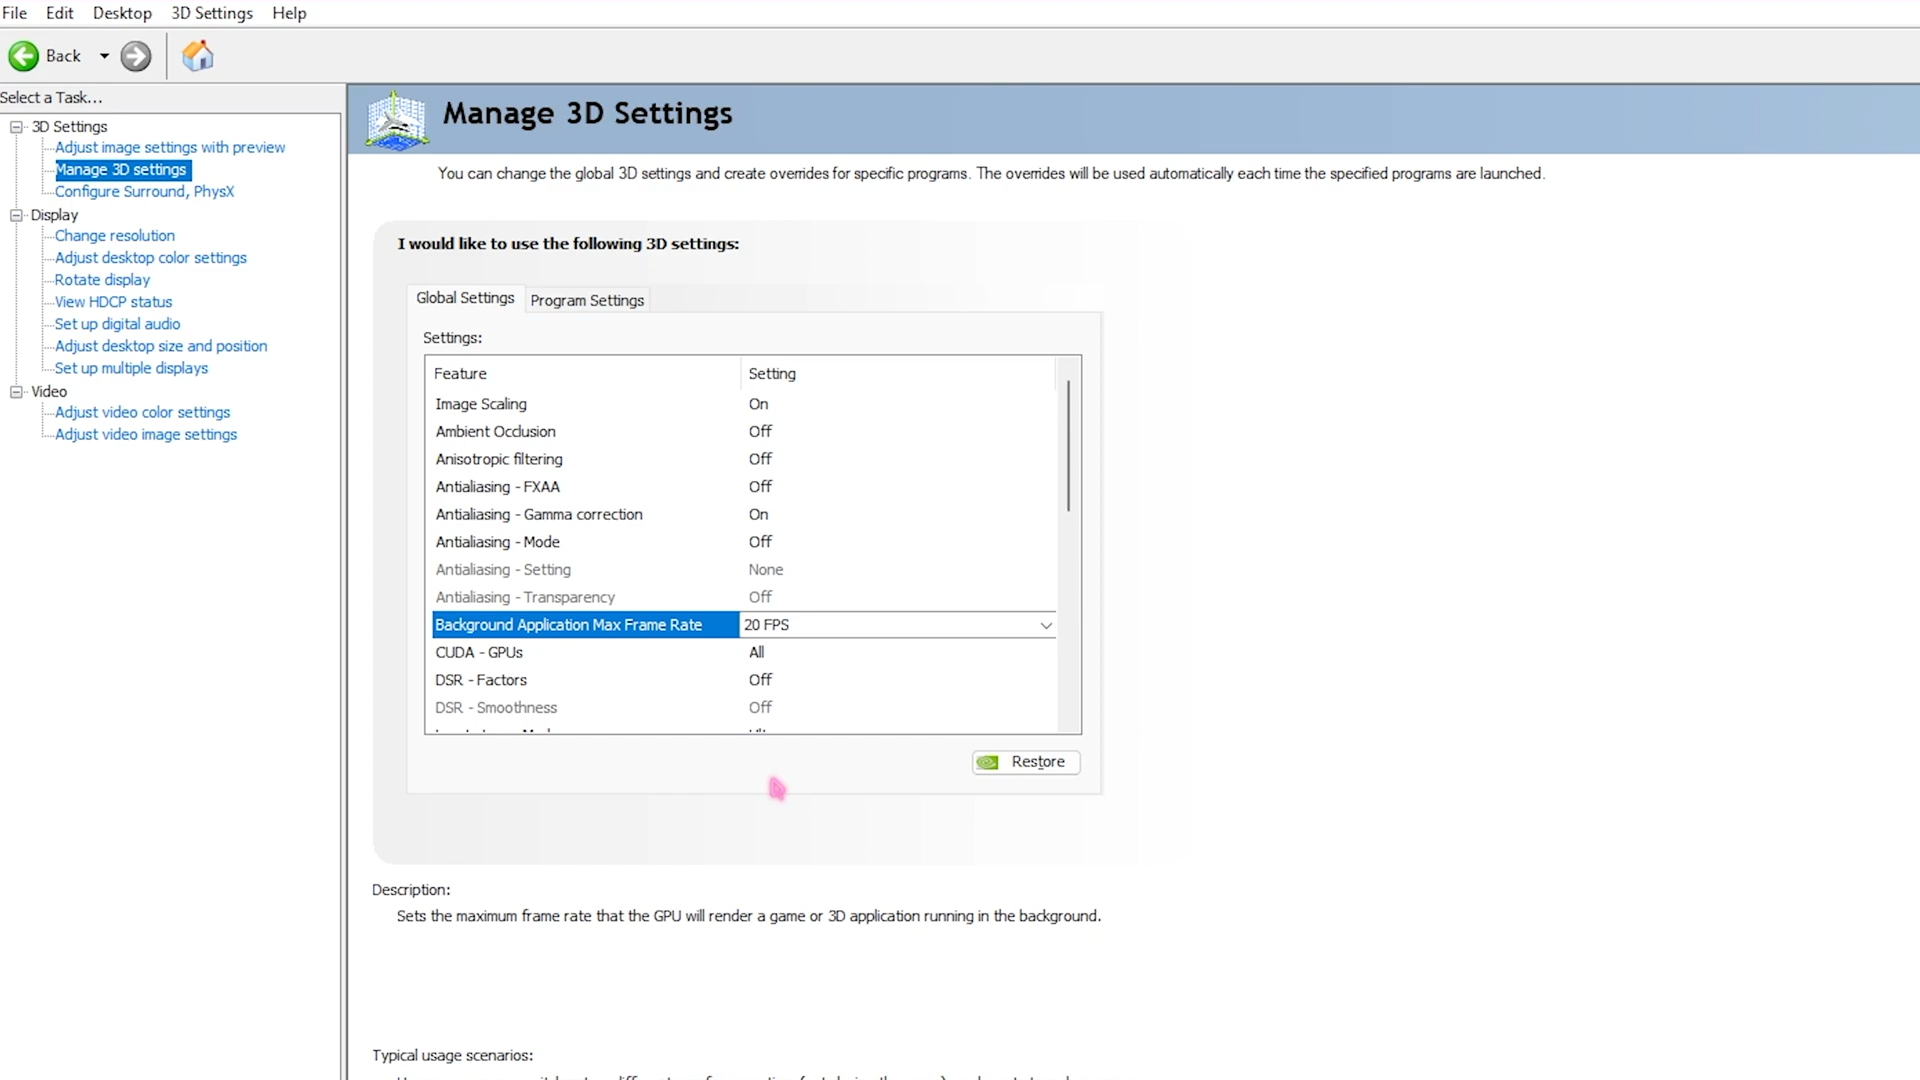 File Edit Desktop 3D Settings Help
Back
Select a Task...
3D Settings
Adjust image settings with preview
Manage 3D settings
Configure Surround, PhysX
Display
Change resolution
Adjust desktop color settings
Rotate display
View HDCP status
Set up digital audio
Adjust desktop size and position
Set up multiple displays
Video
Adjust video color settings
Adjust video image settings
Manage 3D Settings
You can change the global 3D settings and create overrides for specific programs. The overrides will be used automatically each time the specified programs are launched.
I would like to use the following 3D settings:
Global Settings Program Settings
Settings:
Feature Setting
Image Scaling On
Ambient Occlusion Off
Anisotropic filtering Off
Antialiasing - FXAA Off
Antialiasing - Gamma correction On
Antialiasing - Mode Off
Antialiasing - Setting None
Antialiasing - Transparency Off
Background Application Max Frame Rate 20 FPS
CUDA - GPUs All
DSR - Factors Off
DSR - Smoothness Off
Restore
Description:
Sets the maximum frame rate that the GPU will render a game or 3D application running in the background.
Typical usage scenarios: